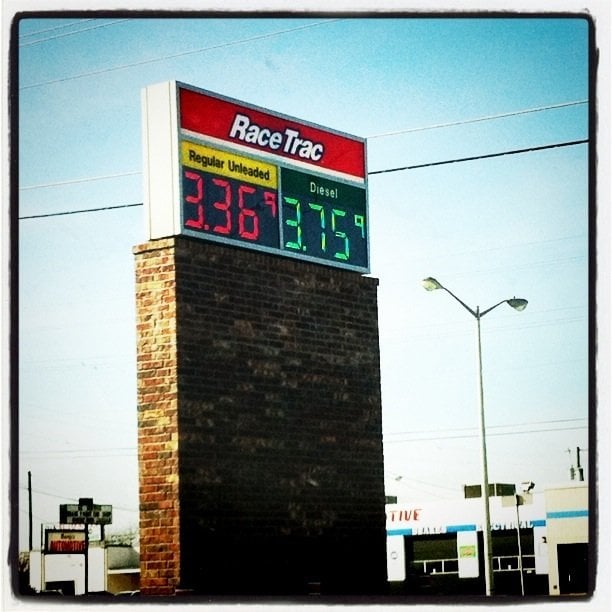 RaceTrac
Regular Unleaded
Diesel
3.36 9
3.75 9
TIVE